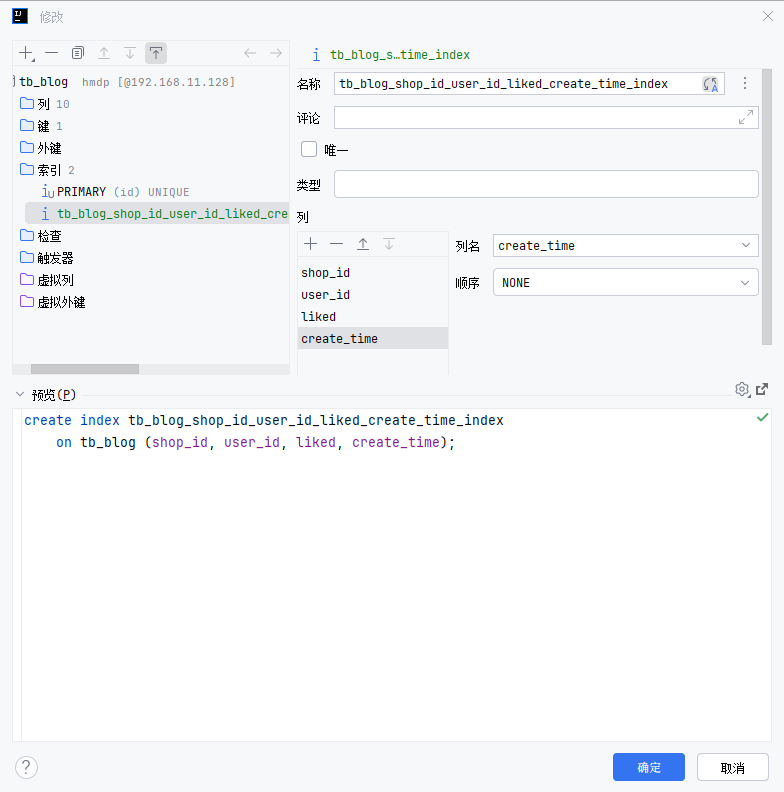 修改
tb_blog hmdp [@192.168.11.128]
列 10
键 1
外键
索引 2
PRIMARY (id) UNIQUE
tb_blog_shop_id_user_id_liked_cre
检查
触发器
虚拟列
虚拟外键
tb_blog_s…time_index
名称 tb_blog_shop_id_user_id_liked_create_time_index
评论
唯一
类型
列
shop_id
user_id
liked
create_time
列名 create_time
顺序 NONE
预览(P)
create index tb_blog_shop_id_user_id_liked_create_time_index
on tb_blog (shop_id, user_id, liked, create_time);
?
确定 取消